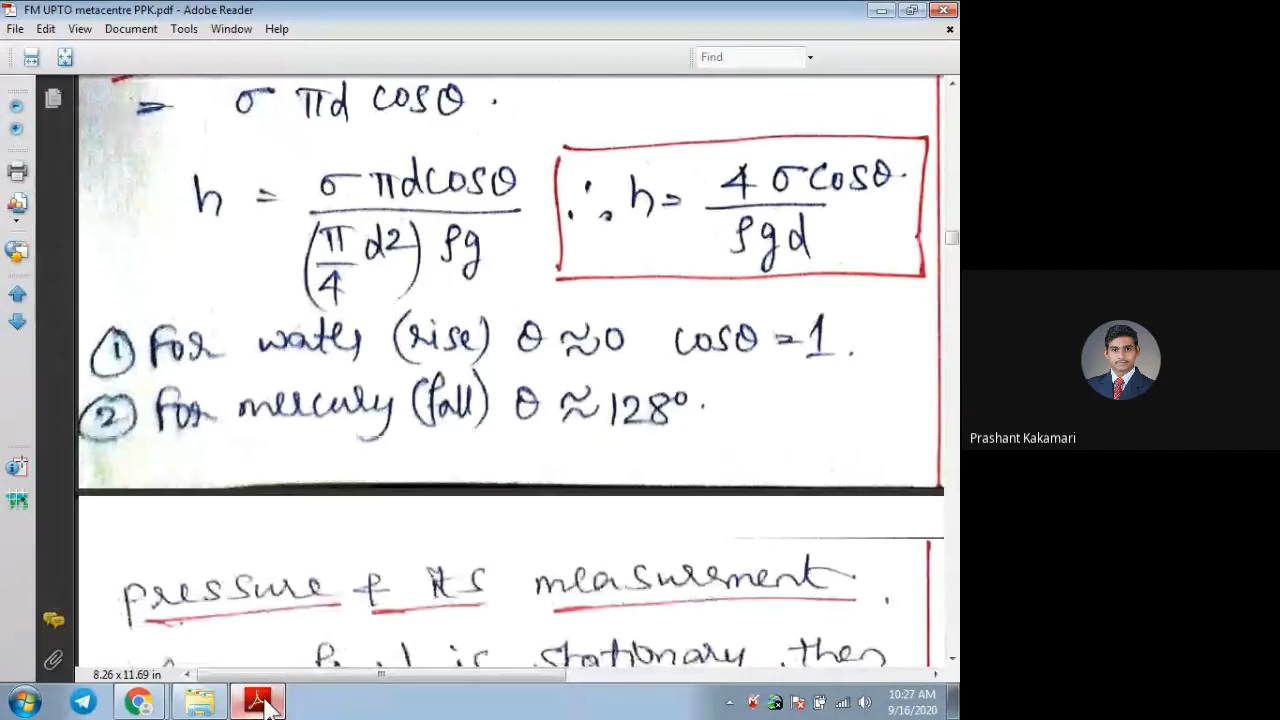 FM UPTO metacentre PPK.pdf - Adobe Reader
File Edit View Document Tools Window Help
Find
= σ πd cosθ .
h = σ πd cosθ / (π/4 d2) ρg ∴ h = 4 σ cosθ / ρgd
① For water (rise) θ ≈ 0 cosθ = 1 .
② For mercury (fall) θ ≈ 128° .
Prashant Kakamari
pressure & its measurement .
is stationary , then
8.26 x 11.69 in
10:27 AM
9/16/2020